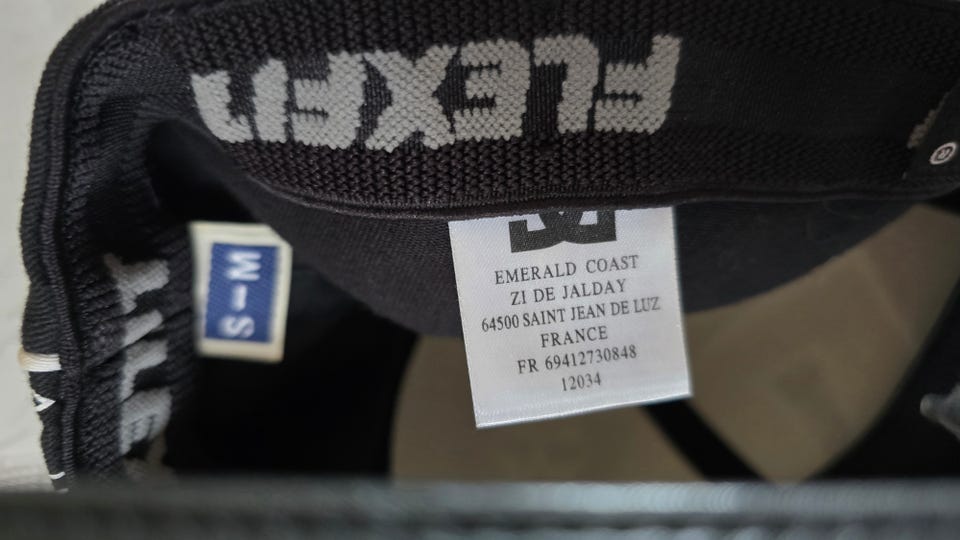 FLEXFIT
®
S-M
EMERALD COAST
ZI DE JALDAY
64500 SAINT JEAN DE LUZ
FRANCE
FR 69412730848
12034